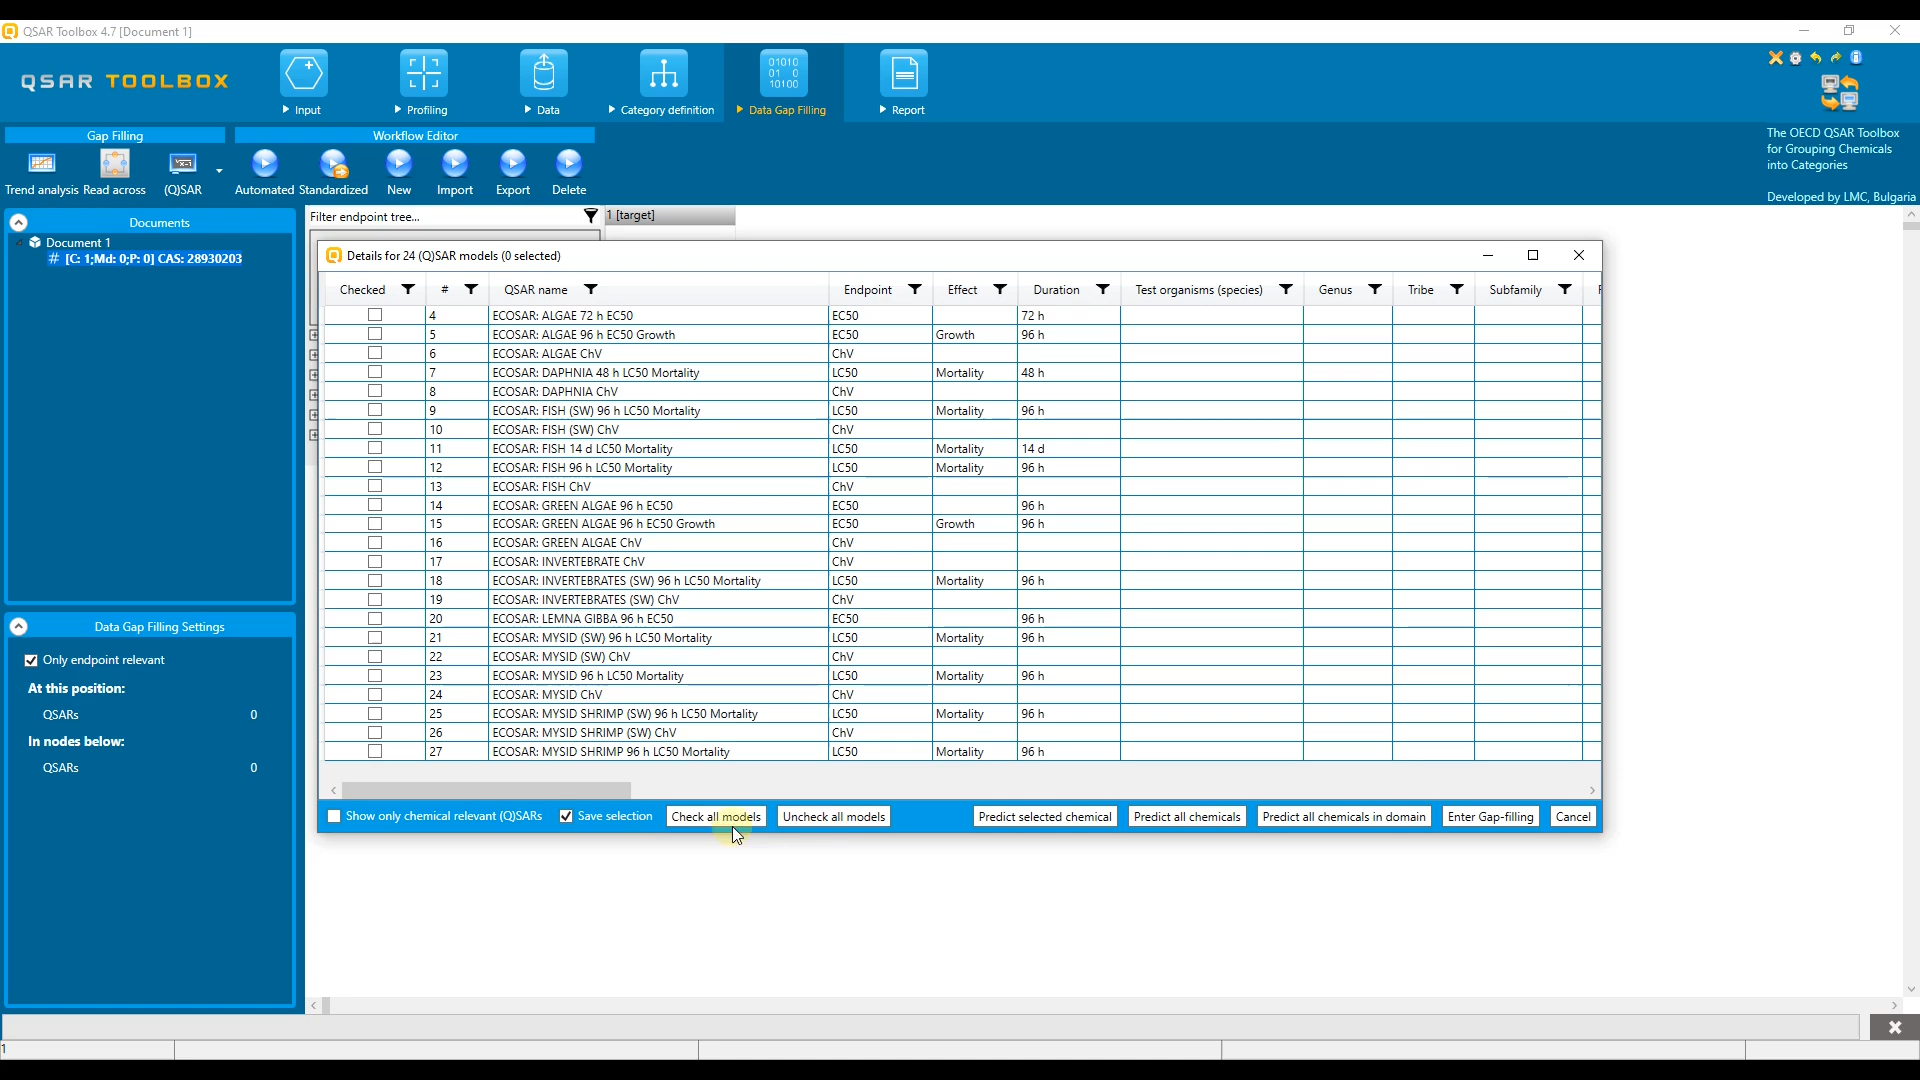 QSAR Toolbox 4.7 [Document 1]
QSAR TOOLBOX
Input
Profiling
Data
Category definition
01010
01 0
10100
Data Gap Filling
Report
The OECD QSAR Toolbox
for Grouping Chemicals
into Categories
Developed by LMC, Bulgaria
Gap Filling
Workflow Editor
Trend analysis Read across (Q)SAR Automated Standardized New Import Export Delete
Documents
Document 1
# [C: 1;Md: 0;P: 0] CAS: 28930203
Data Gap Filling Settings
Only endpoint relevant
At this position:
QSARs 0
In nodes below:
QSARs 0
Filter endpoint tree...
1 [target]
Details for 24 (Q)SAR models (0 selected)
Checked # QSAR name Endpoint Effect Duration Test organisms (species) Genus Tribe Subfamily
4 ECOSAR: ALGAE 72 h EC50 EC50 72 h
5 ECOSAR: ALGAE 96 h EC50 Growth EC50 Growth 96 h
6 ECOSAR: ALGAE ChV ChV
7 ECOSAR: DAPHNIA 48 h LC50 Mortality LC50 Mortality 48 h
8 ECOSAR: DAPHNIA ChV ChV
9 ECOSAR: FISH (SW) 96 h LC50 Mortality LC50 Mortality 96 h
10 ECOSAR: FISH (SW) ChV ChV
11 ECOSAR: FISH 14 d LC50 Mortality LC50 Mortality 14 d
12 ECOSAR: FISH 96 h LC50 Mortality LC50 Mortality 96 h
13 ECOSAR: FISH ChV ChV
14 ECOSAR: GREEN ALGAE 96 h EC50 EC50 96 h
15 ECOSAR: GREEN ALGAE 96 h EC50 Growth EC50 Growth 96 h
16 ECOSAR: GREEN ALGAE ChV ChV
17 ECOSAR: INVERTEBRATE ChV ChV
18 ECOSAR: INVERTEBRATES (SW) 96 h LC50 Mortality LC50 Mortality 96 h
19 ECOSAR: INVERTEBRATES (SW) ChV ChV
20 ECOSAR: LEMNA GIBBA 96 h EC50 EC50 96 h
21 ECOSAR: MYSID (SW) 96 h LC50 Mortality LC50 Mortality 96 h
22 ECOSAR: MYSID (SW) ChV ChV
23 ECOSAR: MYSID 96 h LC50 Mortality LC50 Mortality 96 h
24 ECOSAR: MYSID ChV ChV
25 ECOSAR: MYSID SHRIMP (SW) 96 h LC50 Mortality LC50 Mortality 96 h
26 ECOSAR: MYSID SHRIMP (SW) ChV ChV
27 ECOSAR: MYSID SHRIMP 96 h LC50 Mortality LC50 Mortality 96 h
Show only chemical relevant (Q)SARs Save selection Check all models Uncheck all models Predict selected chemical Predict all chemicals Predict all chemicals in domain Enter Gap-filling Cancel
1